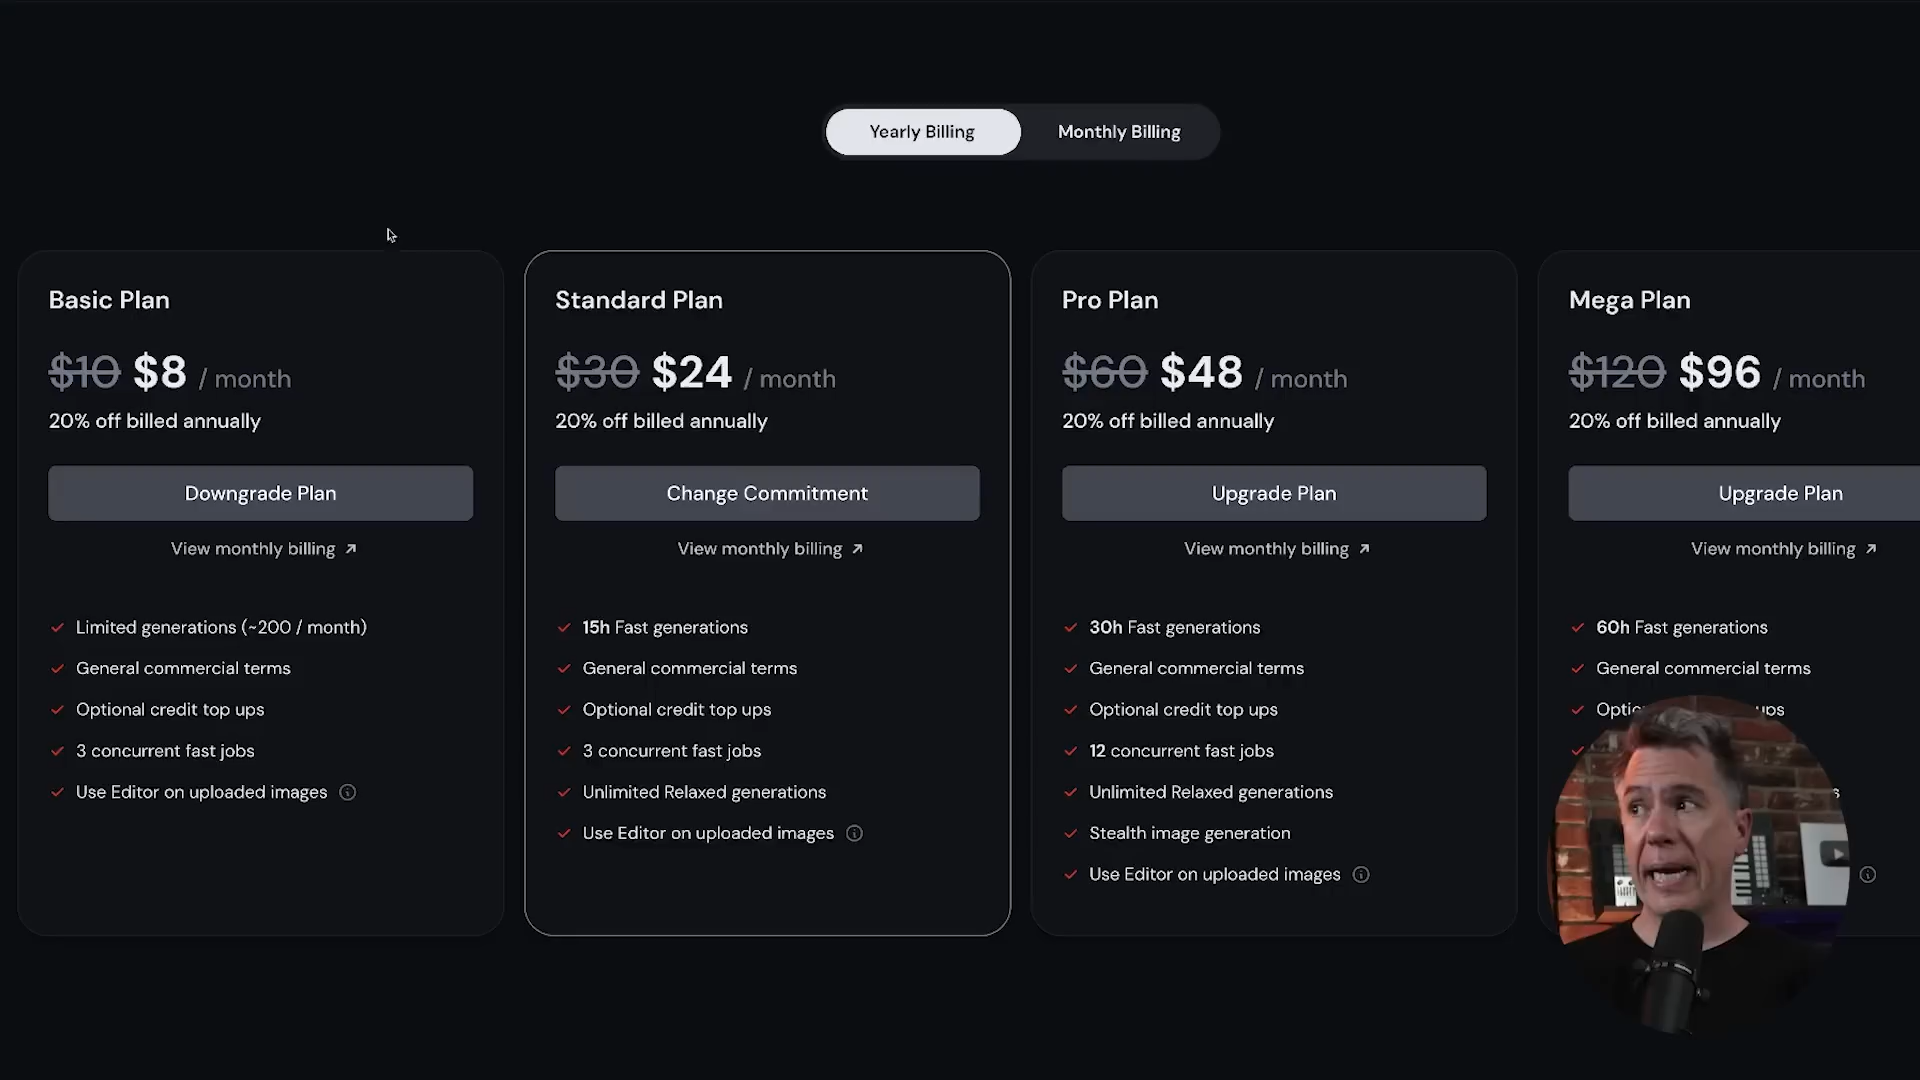 Yearly Billing
Monthly Billing
Basic Plan
$10 $8 / month
20% off billed annually
Downgrade Plan
View monthly billing ↗
Limited generations (~200 / month)
General commercial terms
Optional credit top ups
3 concurrent fast jobs
Use Editor on uploaded images
Standard Plan
$30 $24 / month
20% off billed annually
Change Commitment
View monthly billing ↗
15h Fast generations
General commercial terms
Optional credit top ups
3 concurrent fast jobs
Unlimited Relaxed generations
Use Editor on uploaded images
Pro Plan
$60 $48 / month
20% off billed annually
Upgrade Plan
View monthly billing ↗
30h Fast generations
General commercial terms
Optional credit top ups
12 concurrent fast jobs
Unlimited Relaxed generations
Stealth image generation
Use Editor on uploaded images
Mega Plan
$120 $96 / month
20% off billed annually
Upgrade Plan
View monthly billing ↗
60h Fast generations
General commercial terms
ups